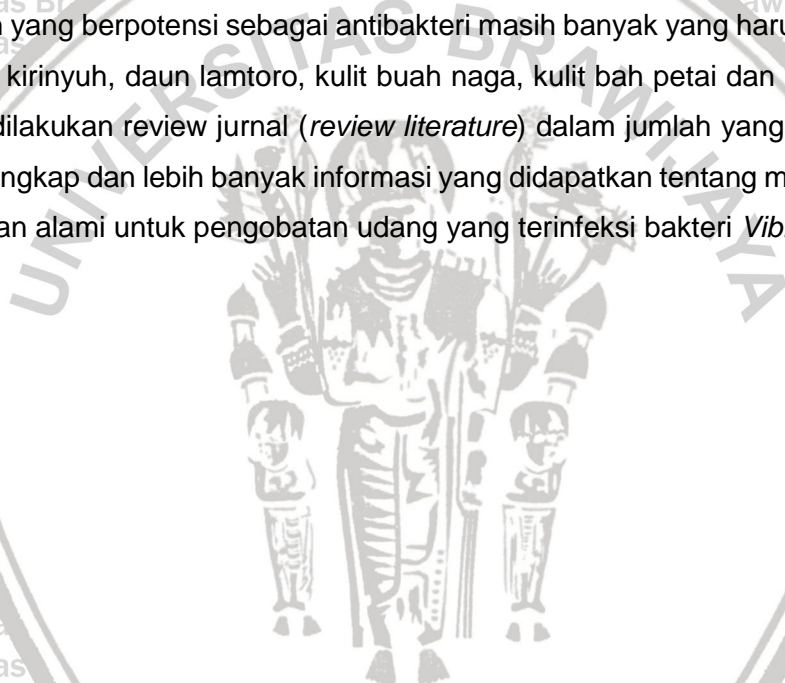 yang berpotensi sebagai antibakteri masih banyak yang haru
kirinyuh, daun lamtoro, kulit buah naga, kulit bah petai dan
dilakukan review jurnal (review literature) dalam jumlah yang
ngkap dan lebih banyak informasi yang didapatkan tentang m
an alami untuk pengobatan udang yang terinfeksi bakteri Vib
UNIVERSITAS BRAWIJAYA